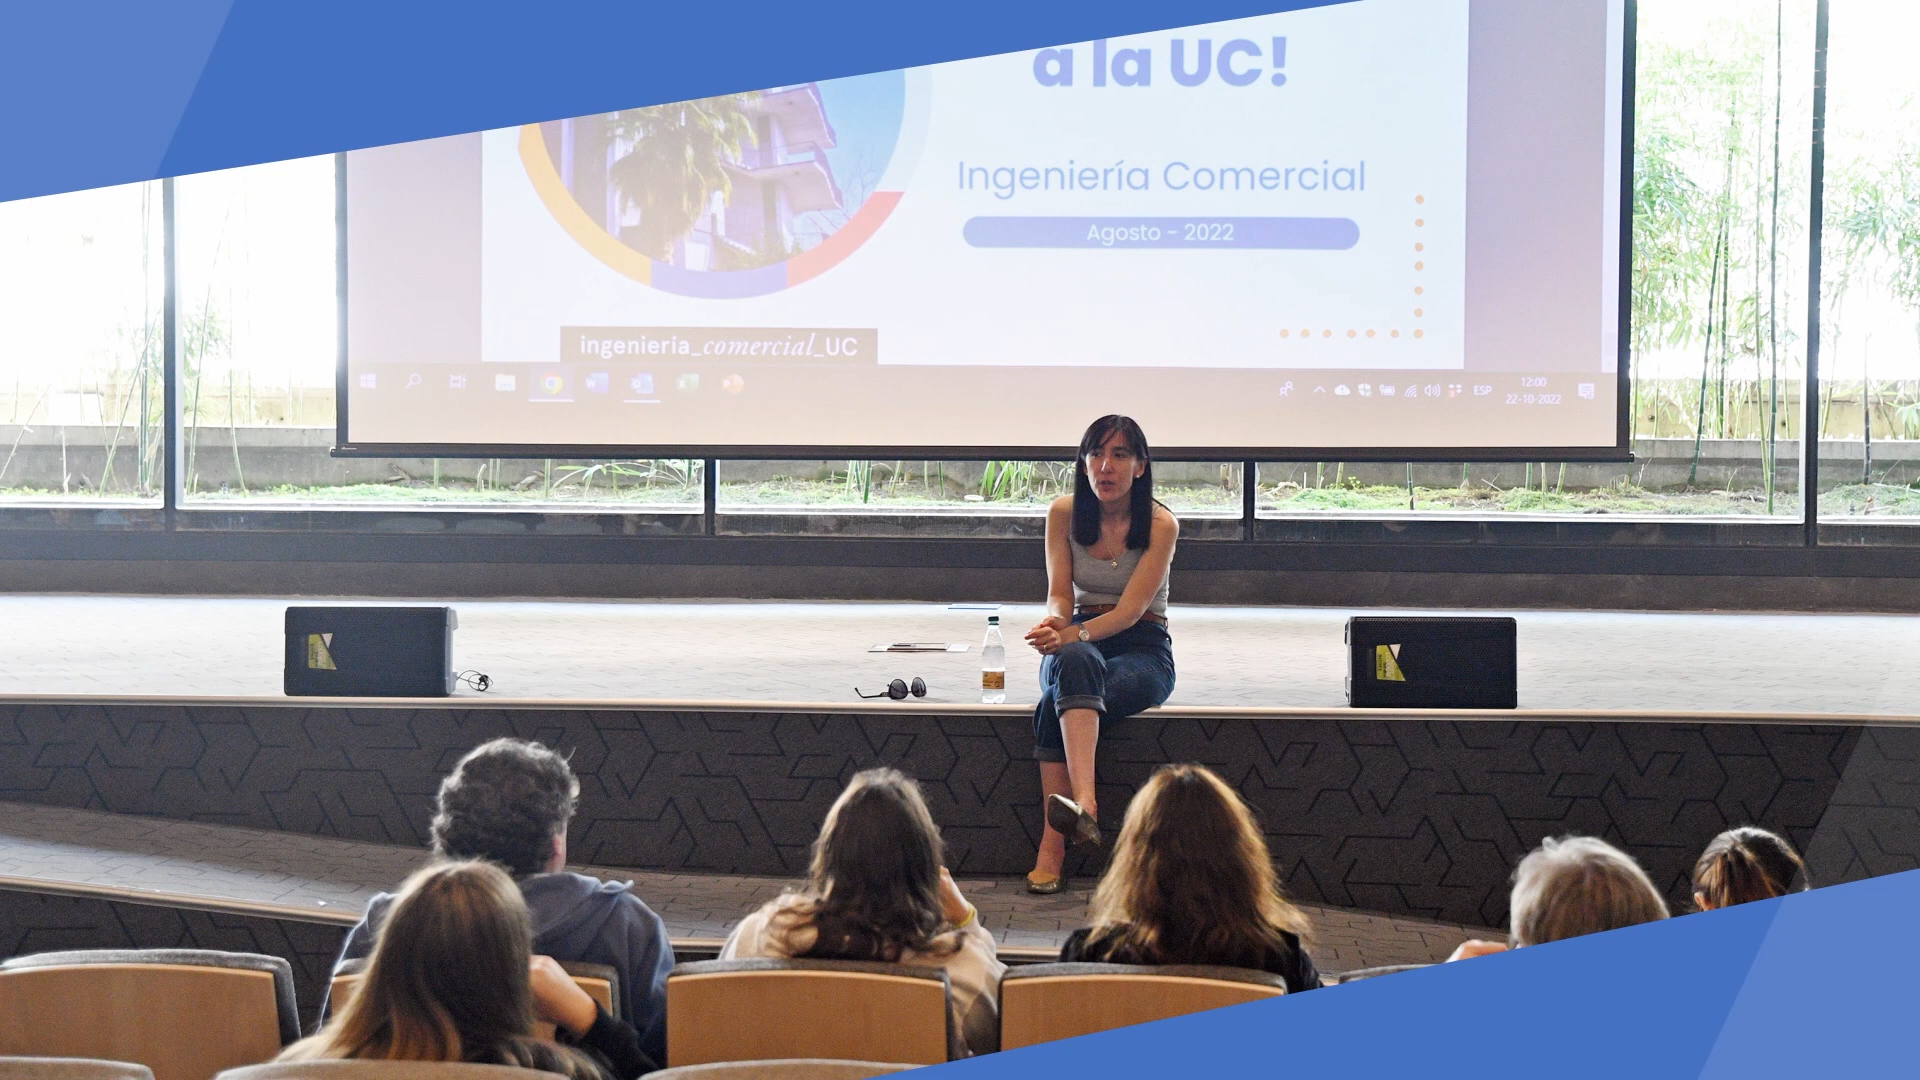 a la UC!
Ingeniería Comercial
Agosto - 2022
ingenieria_comercial_UC
ESP
12:00
22-10-2022